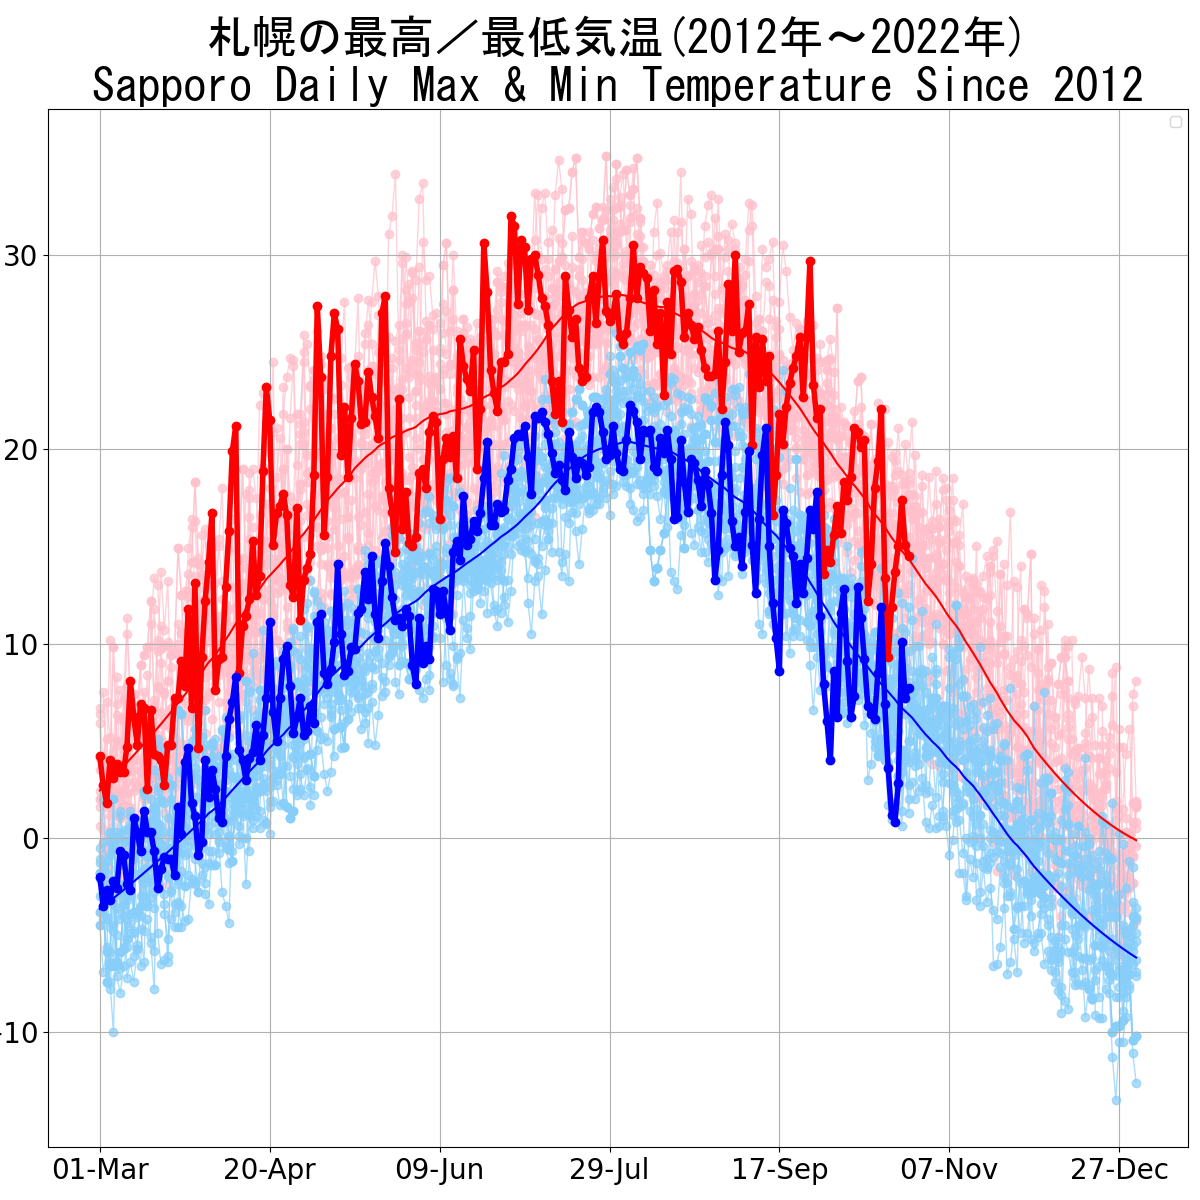 札幌の最高／最低気温(2012年～2022年)
Sapporo Daily Max & Min Temperature Since 2012
30
20
10
0
10
01-Mar 20-Apr 09-Jun 29-Jul 17-Sep 07-Nov 27-Dec